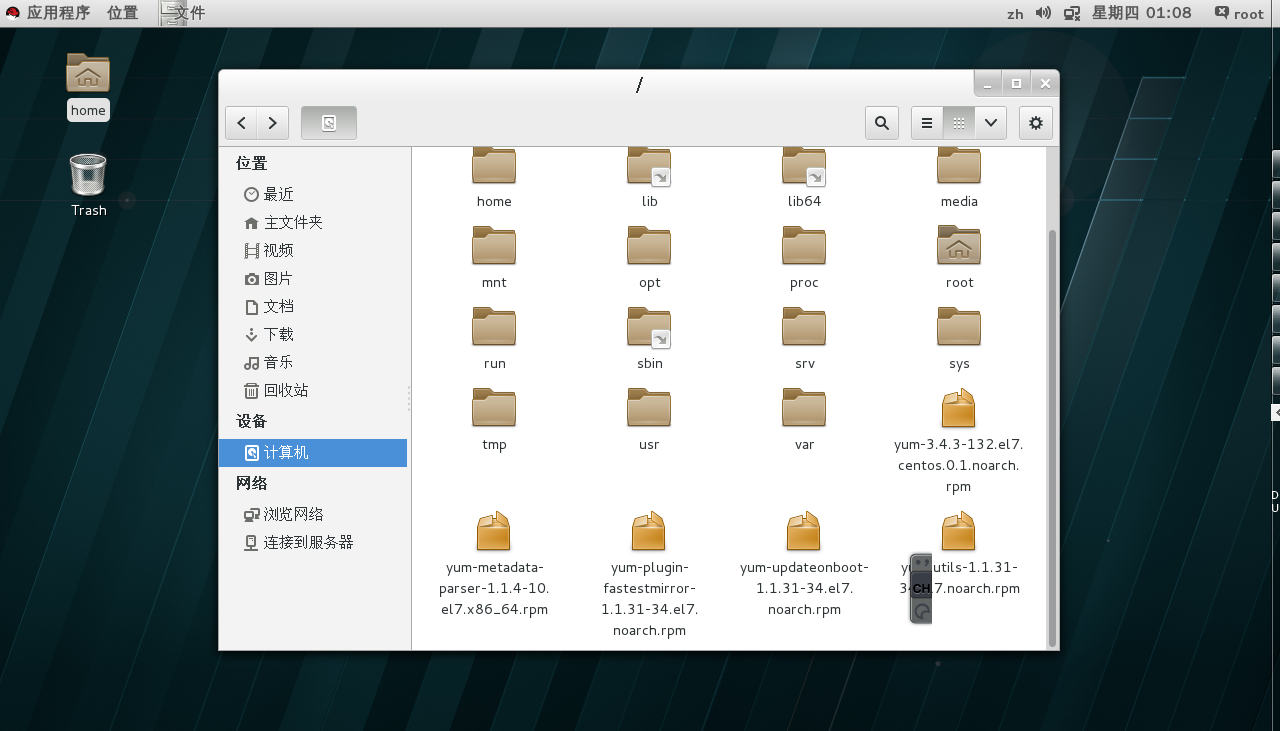 应用程序 位置 文件 zh 星期四 01:08 root
home
Trash
/
位置
最近
主文件夹
视频
图片
文档
下载
音乐
回收站
设备
计算机
网络
浏览网络
连接到服务器
home lib lib64 media
mnt opt proc root
run sbin srv sys
tmp usr var
yum-3.4.3-132.el7.
centos.0.1.noarch.
rpm
yum-metadata-
parser-1.1.4-10.
el7.x86_64.rpm
yum-plugin-
fastestmirror-
1.1.31-34.el7.
noarch.rpm
yum-updateonboot-
1.1.31-34.el7.
noarch.rpm
utils-1.1.31-
7.noarch.rpm
CH
D
U